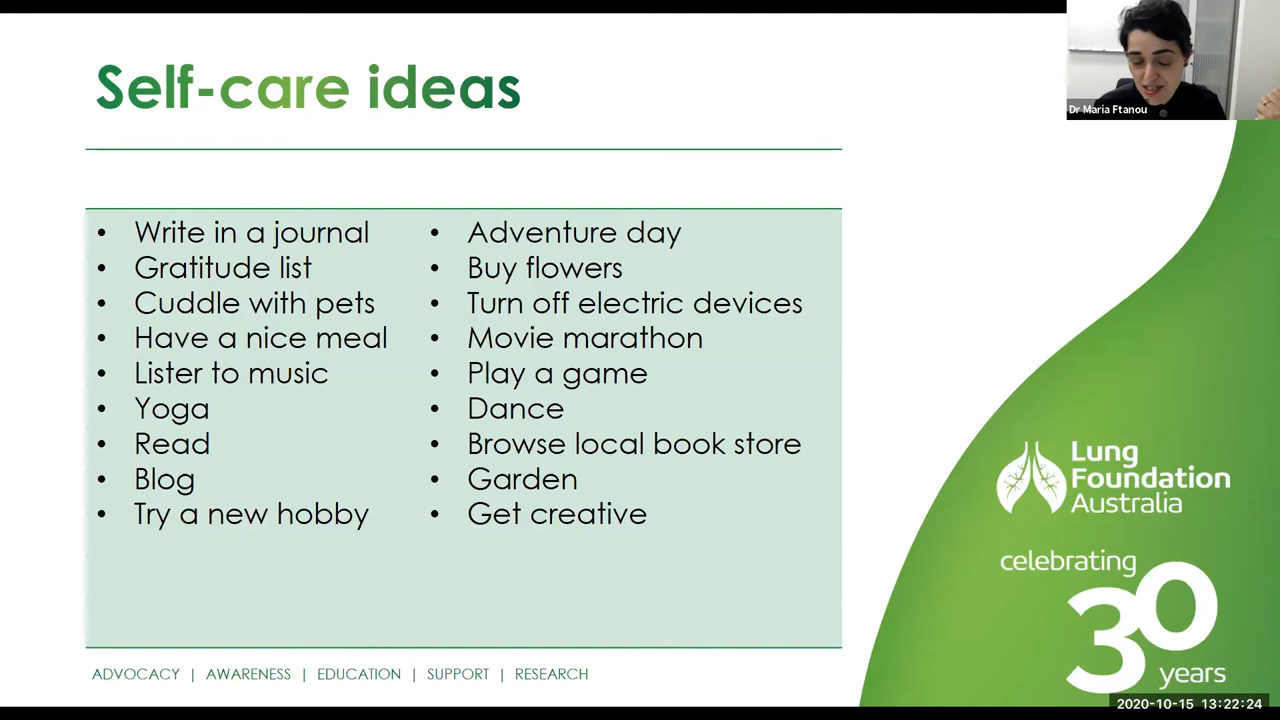 Self-care ideas
Dr Maria Ftanou
• Write in a journal
• Gratitude list
• Cuddle with pets
• Have a nice meal
• Lister to music
• Yoga
• Read
• Blog
• Try a new hobby
• Adventure day
• Buy flowers
• Turn off electric devices
• Movie marathon
• Play a game
• Dance
• Browse local book store
• Garden
• Get creative
Lung
Foundation
Australia
celebrating
30
years
ADVOCACY | AWARENESS | EDUCATION | SUPPORT | RESEARCH
2020-10-15 13:22:24